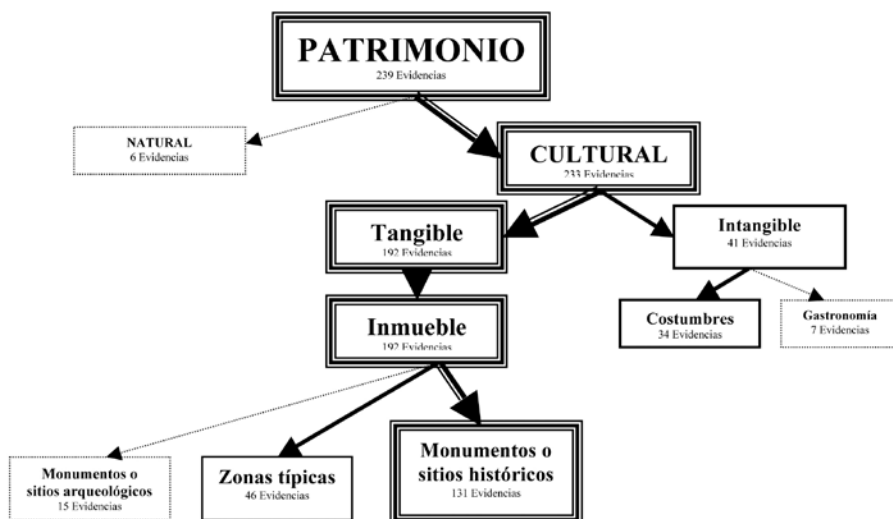 PATRIMONIO
239 Evidencias
NATURAL
6 Evidencias
CULTURAL
233 Evidencias
Tangible
192 Evidencias
Intangible
41 Evidencias
Inmueble
192 Evidencias
Costumbres
34 Evidencias
Gastronomía
7 Evidencias
Monumentos o
sitios arqueológicos
15 Evidencias
Zonas típicas
46 Evidencias
Monumentos o
sitios históricos
131 Evidencias